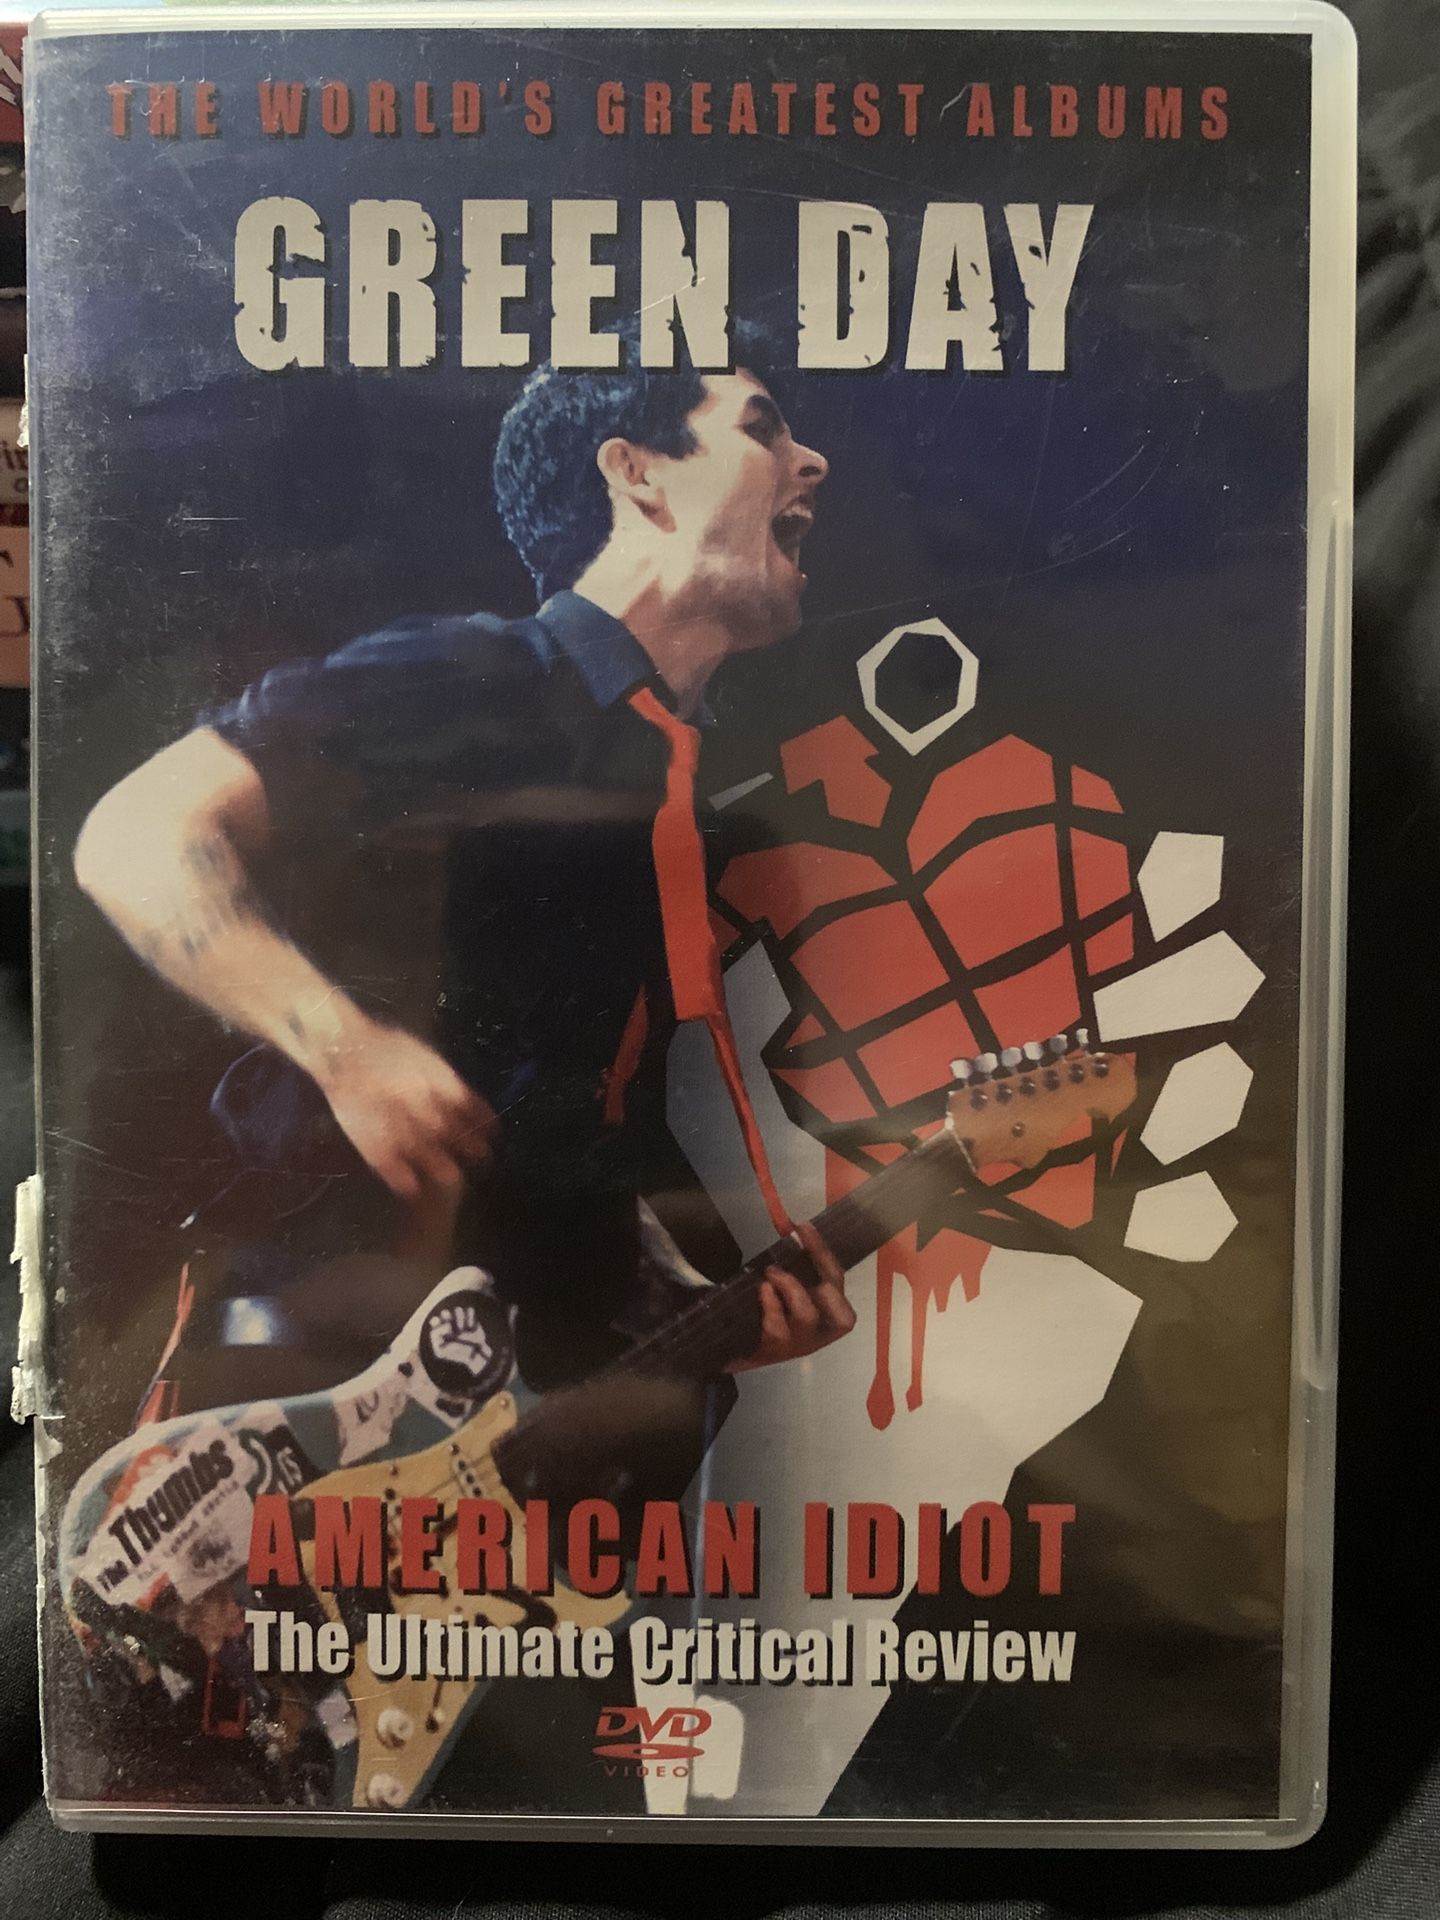 THE WORLD'S GREATEST ALBUMS
GREEN DAY
The Thumbs
AMERICAN IDIOT
The Ultimate Critical Review
DVD
VIDEO